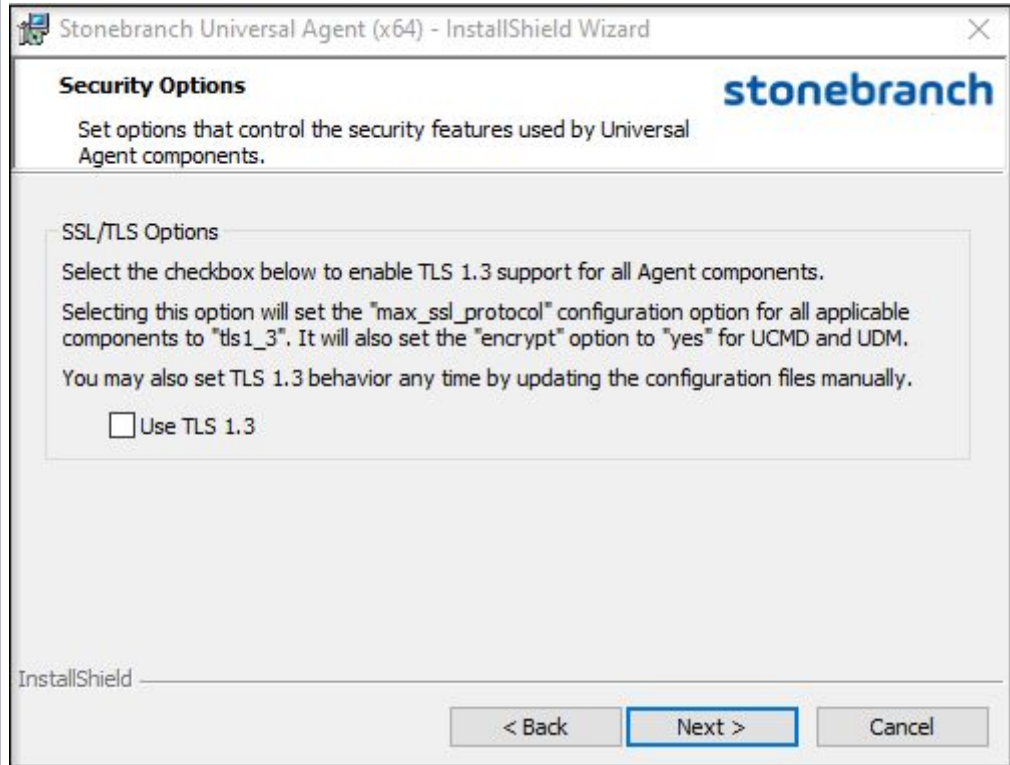 Stonebranch Universal Agent (x64) - InstallShield Wizard
Security Options
stonebranch
Set options that control the security features used by Universal
Agent components.
SSL/TLS Options
Select the checkbox below to enable TLS 1.3 support for all Agent components.
Selecting this option will set the "max_ssl_protocol" configuration option for all applicable
components to "tls1_3". It will also set the "encrypt" option to "yes" for UCMD and UDM.
You may also set TLS 1.3 behavior any time by updating the configuration files manually.
Use TLS 1.3
InstallShield
< Back
Next >
Cancel